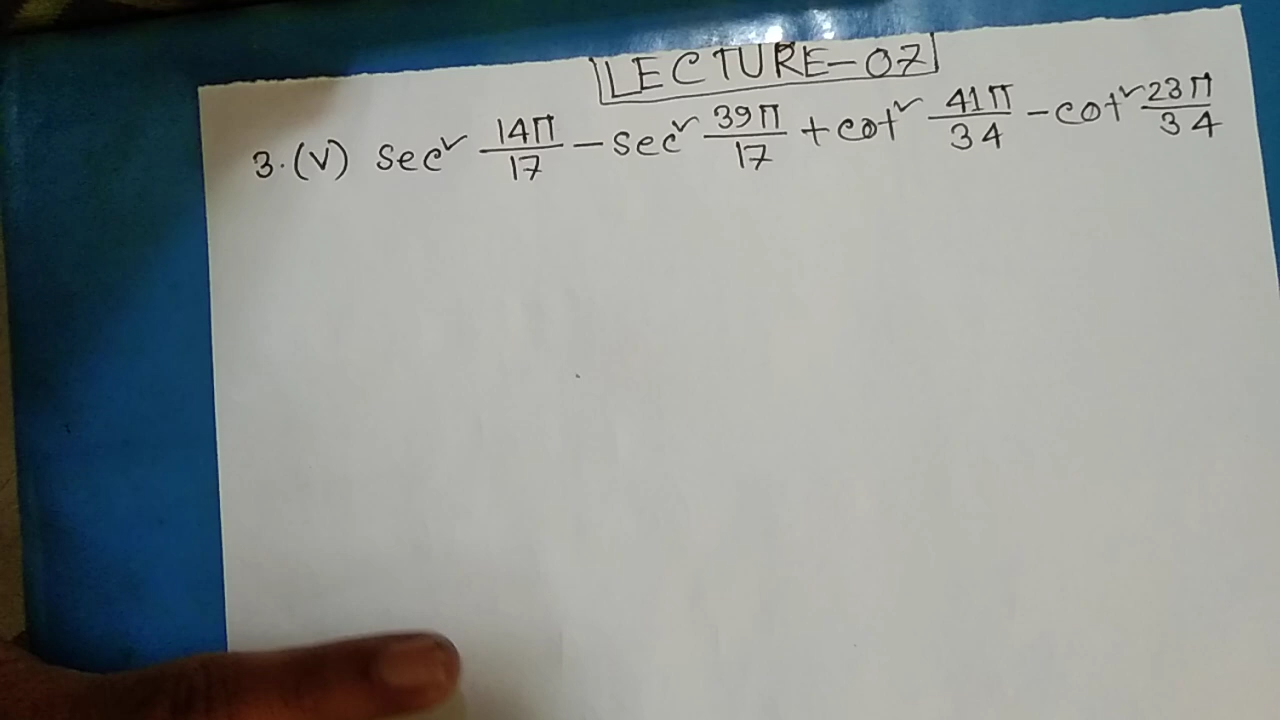 LECTURE-07
3.(V) sec² 14π/17 - sec² 39π/17 + cot² 41π/34 - cot² 23π/34